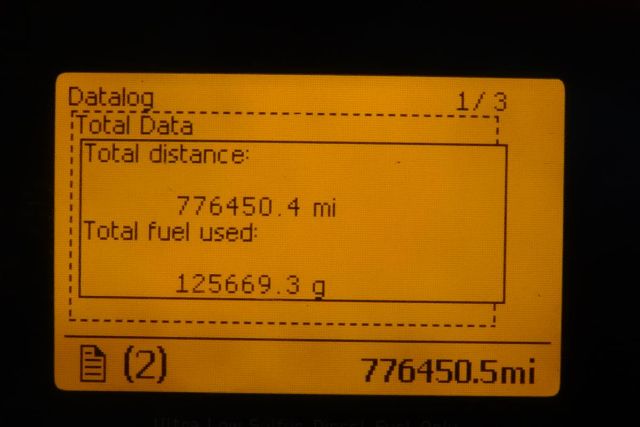 Datalog 1/3
Total Data
Total distance:
776450.4 mi
Total fuel used:
125669.3 g
(2) 776450.5mi